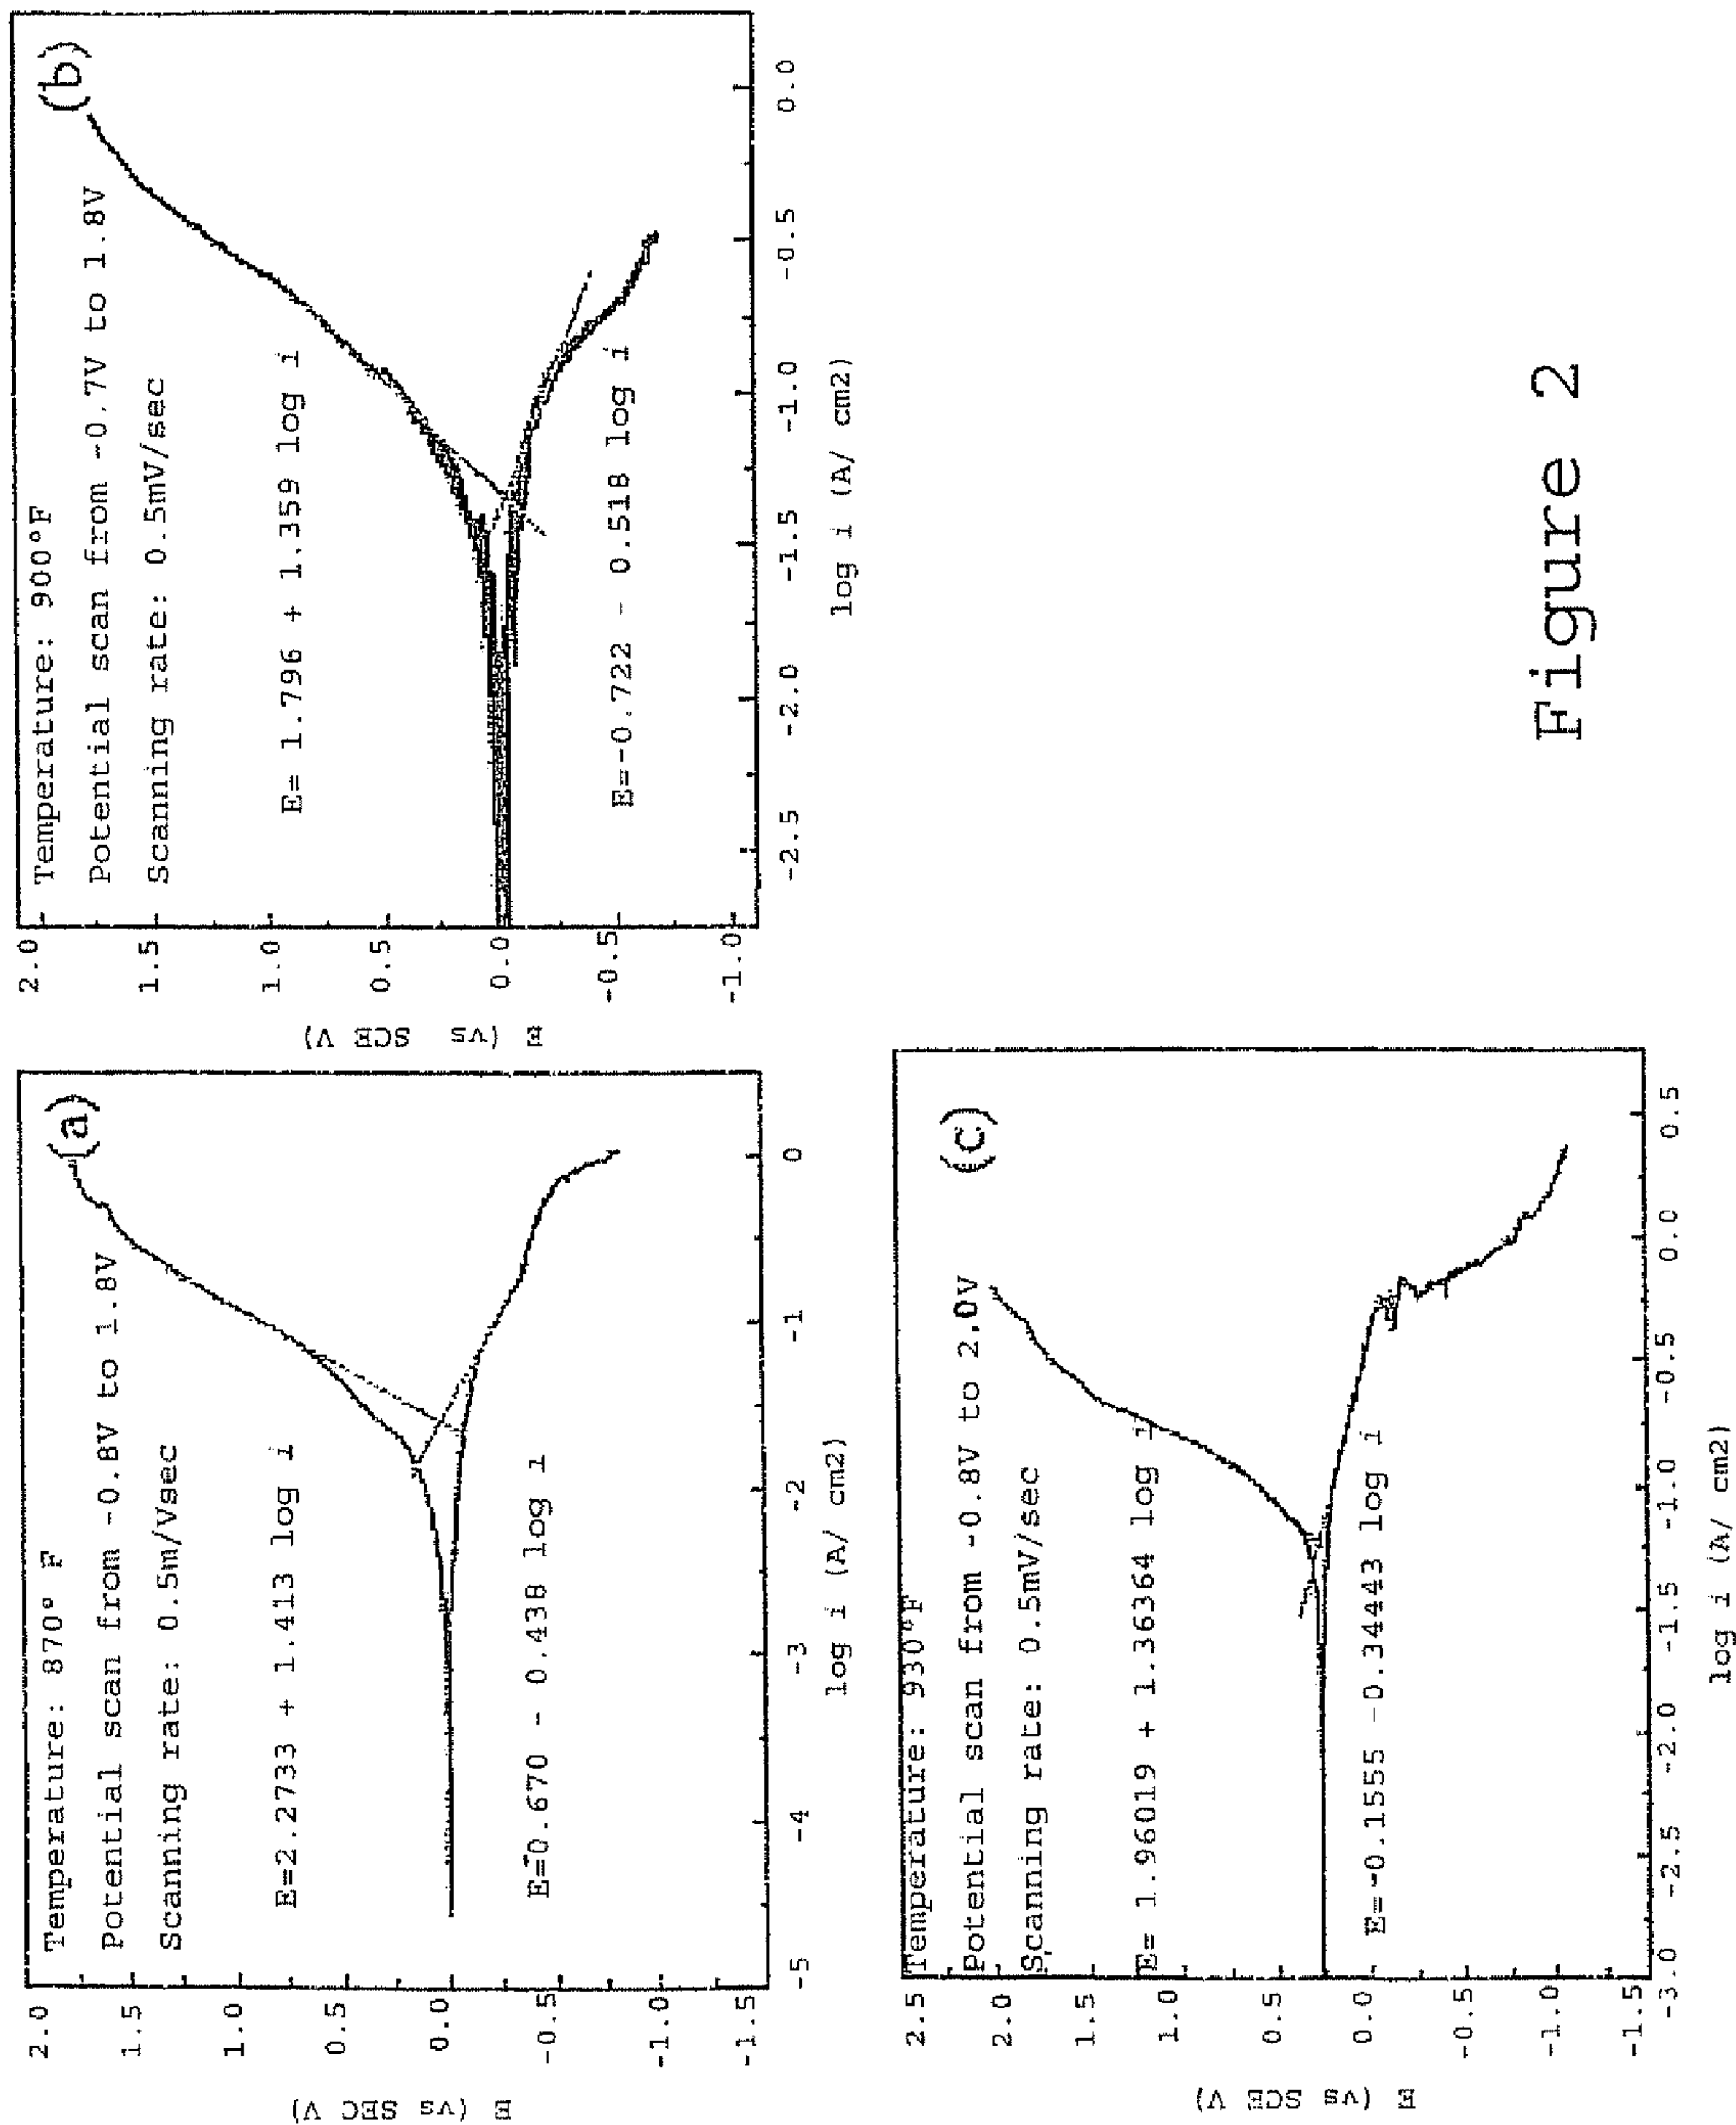 (a)
Temperature: 870° F
Potential scan from -0.8V to 1.8V
Scanning rate: 0.5m/Vsec
E=2.2733 + 1.413 log i
E=-0.670 - 0.438 log i
2.0
1.5
1.0
0.5
0.0
-0.5
-1.0
-1.5
E (vs SEC V)
-5 -4 -3 -2 -1 0
log i (A/ cm2)
(b)
Temperature: 900°F
Potential scan from -0.7V to 1.8V
Scanning rate: 0.5mV/sec
E= 1.796 + 1.359 log i
E=-0.722 - 0.518 log i
2.0
1.5
1.0
0.5
0.0
-0.5
-1.0
E (vs SCE V)
-2.5 -2.0 -1.5 -1.0 -0.5 0.0
log i (A/ cm2)
(c)
Temperature: 930°F
Potential scan from -0.8V to 2.0V
Scanning rate: 0.5mV/sec
E= 1.96019 + 1.36364 log i
E=-0.1555 -0.34443 log i
2.5
2.0
1.5
1.0
0.5
0.0
-0.5
-1.0
-1.5
E (vs SCE V)
-3.0 -2.5 -2.0 -1.5 -1.0 -0.5 0.0 0.5
log i (A/ cm2)
Figure 2